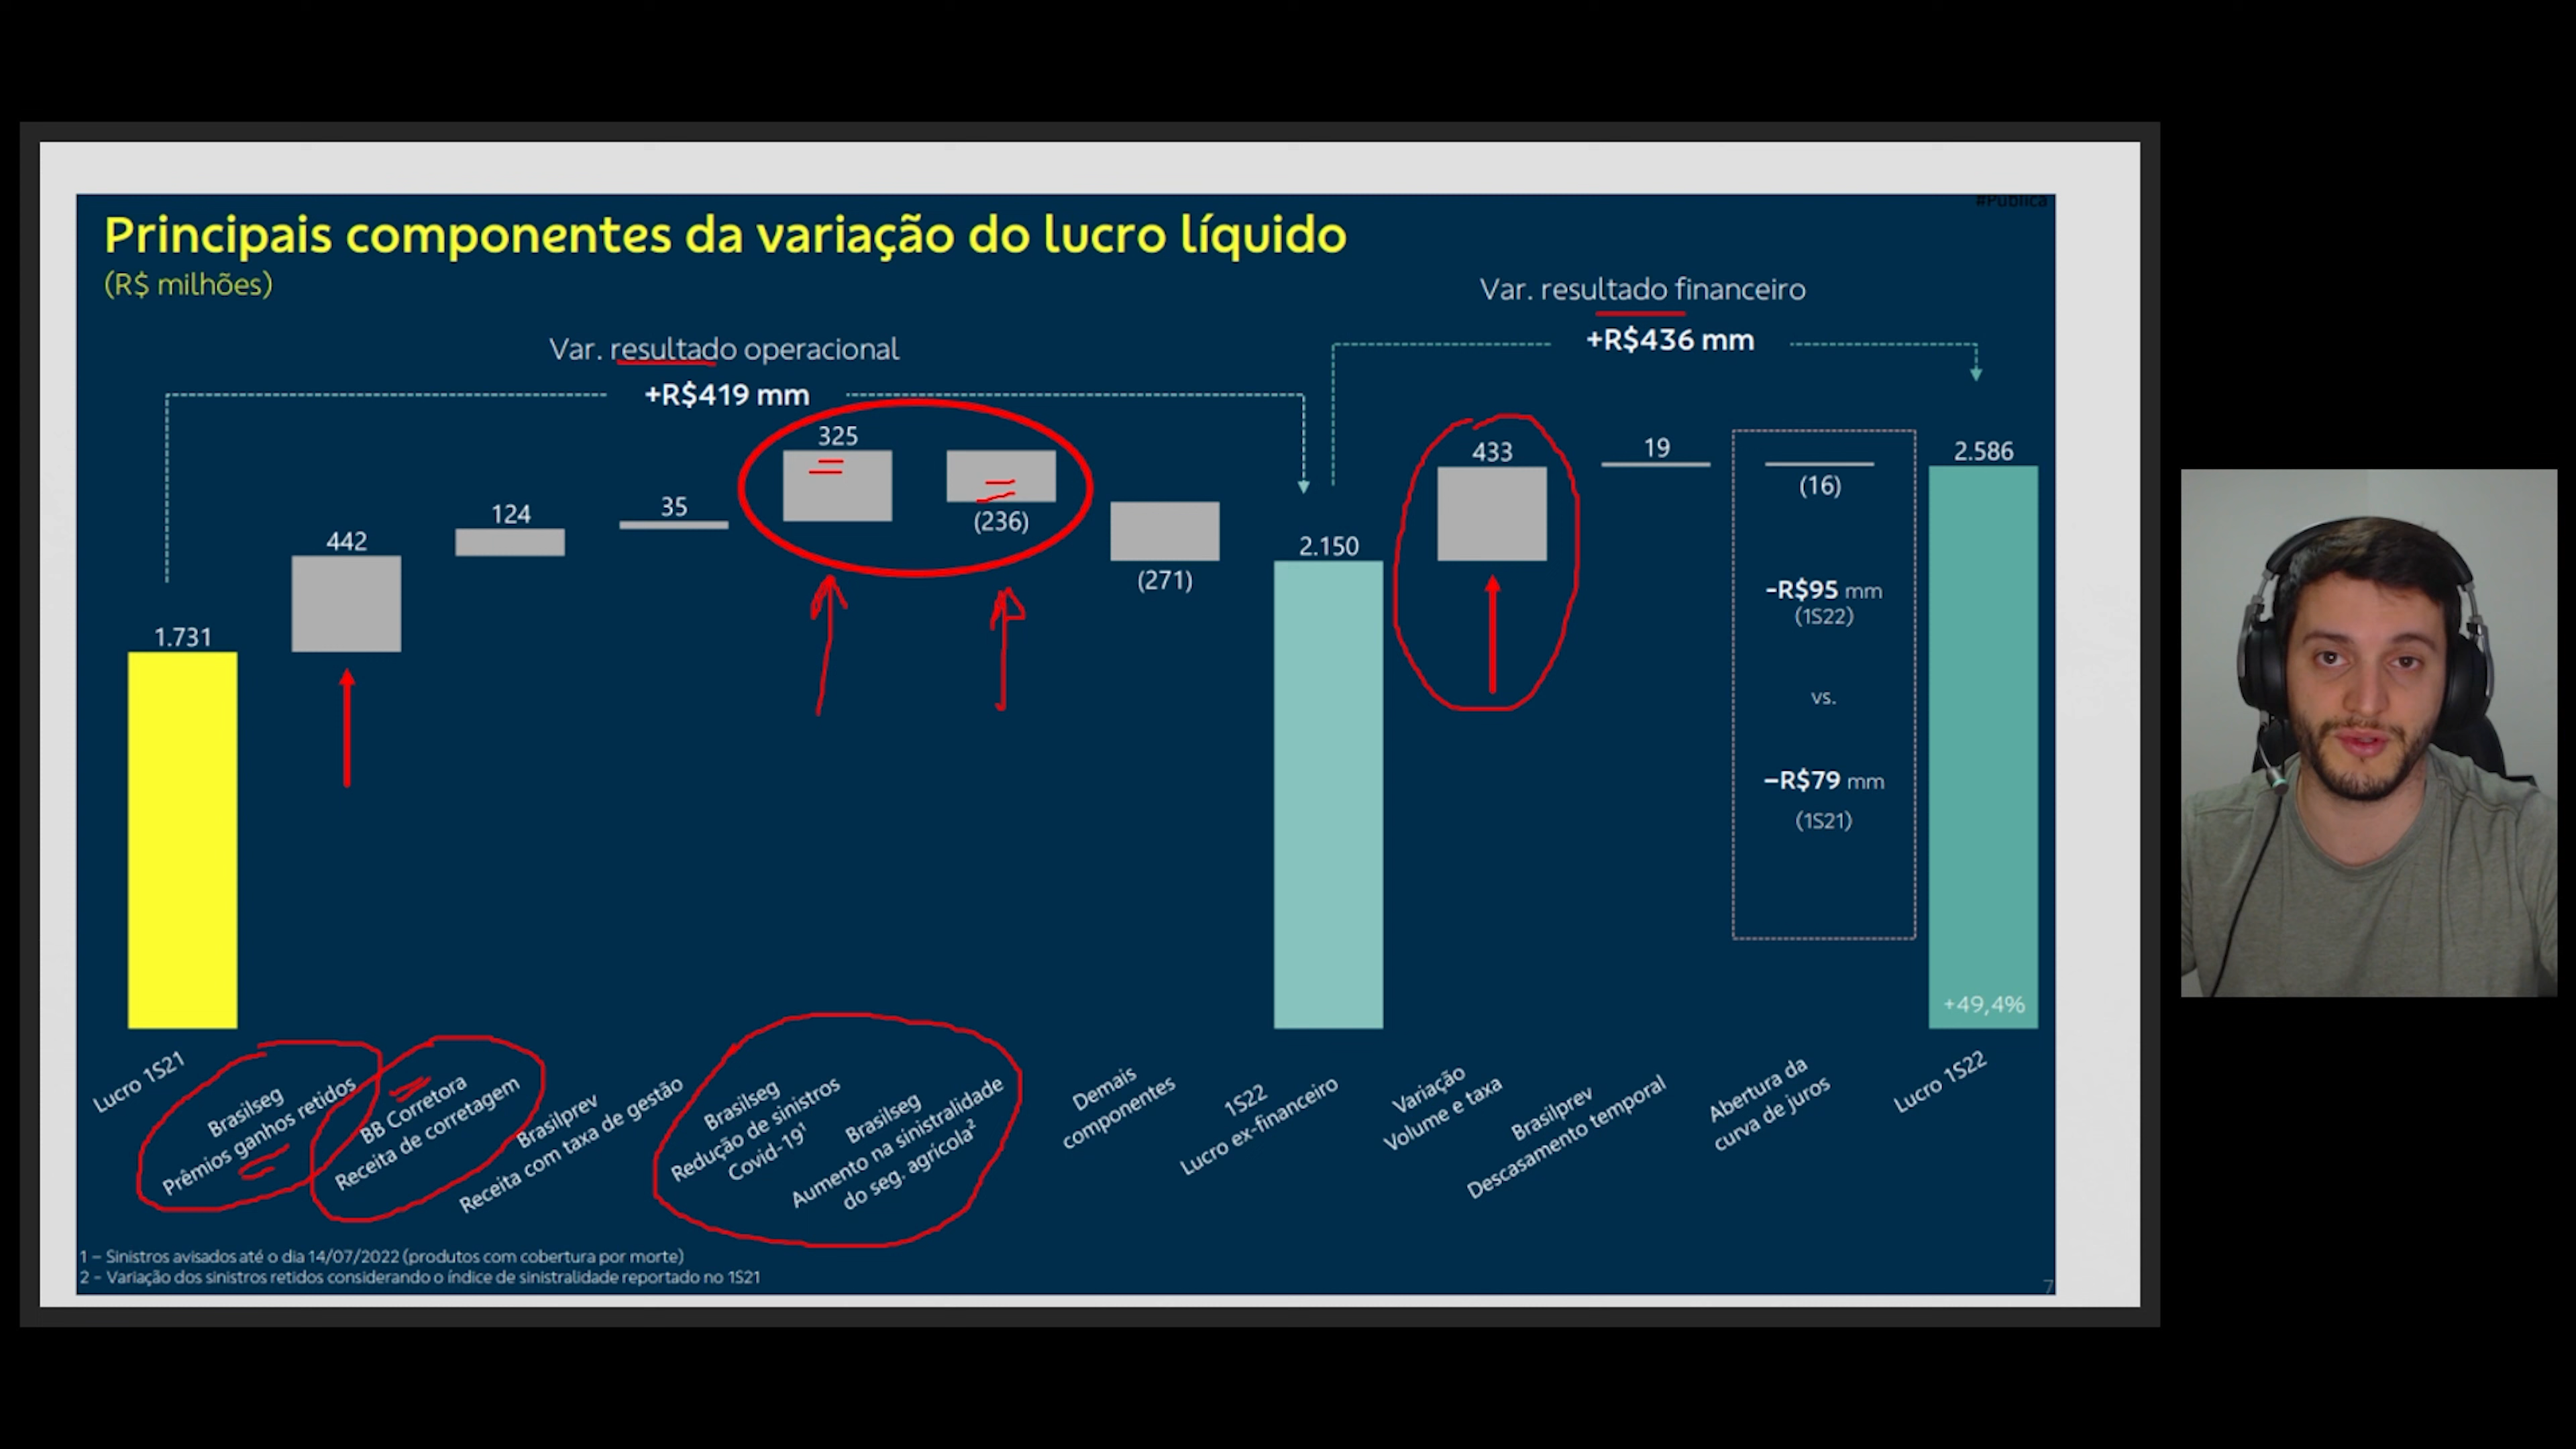 #Pública
Principais componentes da variação do lucro líquido
(R$ milhões)
Var. resultado operacional
+R$419 mm
Var. resultado financeiro
+R$436 mm
1.731
442
124
35
325
(236)
(271)
2.150
433
19
(16)
-R$95 mm
(1S22)
vs.
–R$79 mm
(1S21)
2.586
+49,4%
Lucro 1S21
Brasilseg
Prêmios ganhos retidos
BB Corretora
Receita de corretagem
Brasilprev
Receita com taxa de gestão
Brasilseg
Redução de sinistros
Covid-19¹
Brasilseg
Aumento na sinistralidade
do seg. agrícola²
Demais
componentes
1S22
Lucro ex-financeiro
Variação
Volume e taxa
Brasilprev
Descasamento temporal
Abertura da
curva de juros
Lucro 1S22
1 – Sinistros avisados até o dia 14/07/2022 (produtos com cobertura por morte)
2 – Variação dos sinistros retidos considerando o índice de sinistralidade reportado no 1S21
7